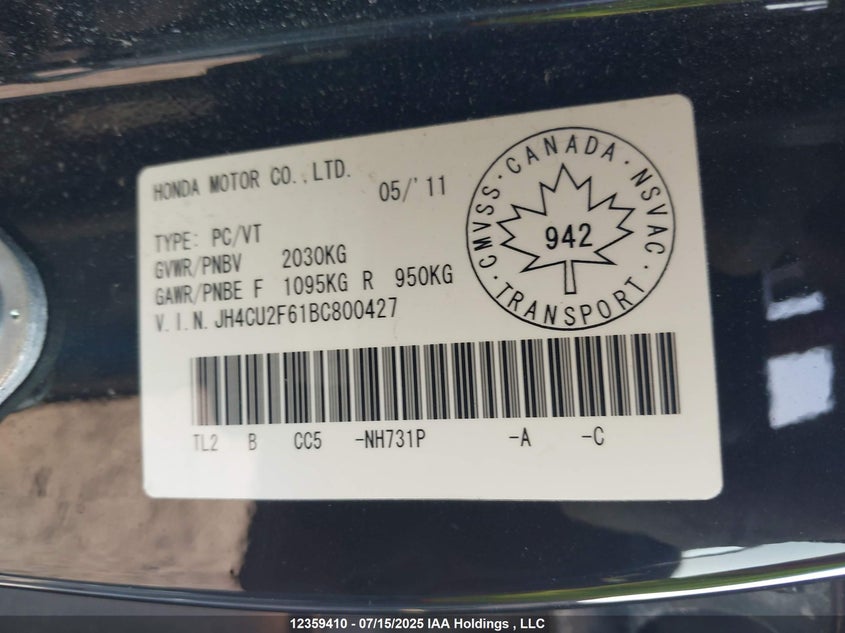 HONDA MOTOR CO.,LTD.
05/'11
TYPE: PC/VT
GVWR/PNBV 2030KG
GAWR/PNBE F 1095KG R 950KG
V.I.N. JH4CU2F61BC800427
CMVSS · CANADA · NSVAC · TRANSPORT ·
942
TL2 B CC5 -NH731P -A -C
12359410 - 07/15/2025 IAA Holdings , LLC